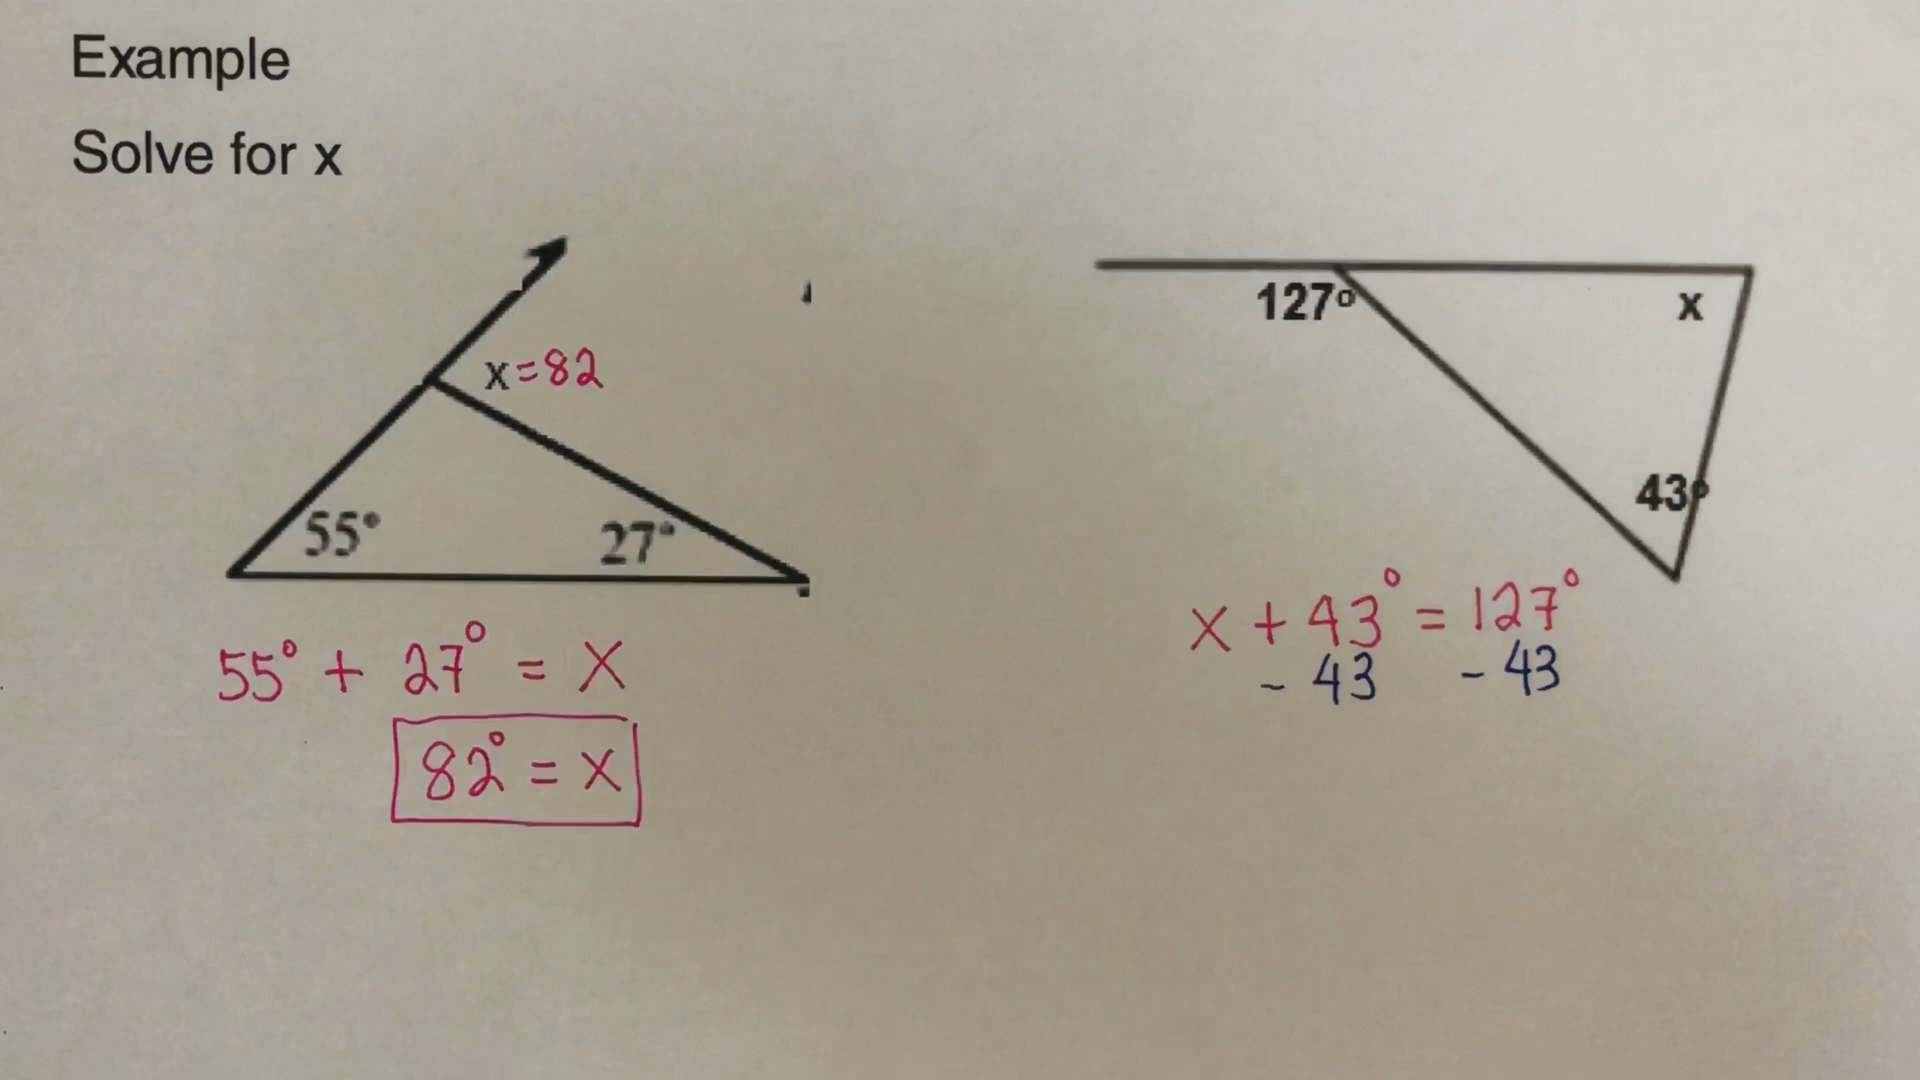 Example
Solve for x
x=82
55°
27°
55° + 27° = x
82° = x
127°
x
43°
x + 43° = 127°
- 43 - 43